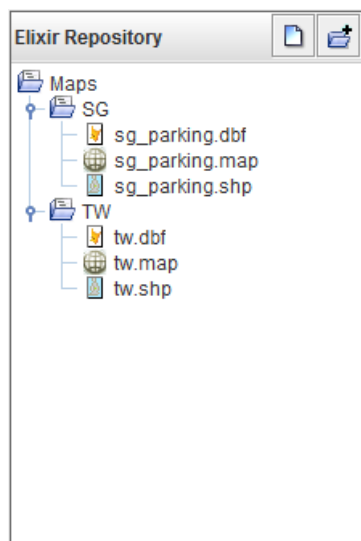 Elixir Repository
Maps
SG
sg_parking.dbf
sg_parking.map
sg_parking.shp
TW
tw.dbf
tw.map
tw.shp